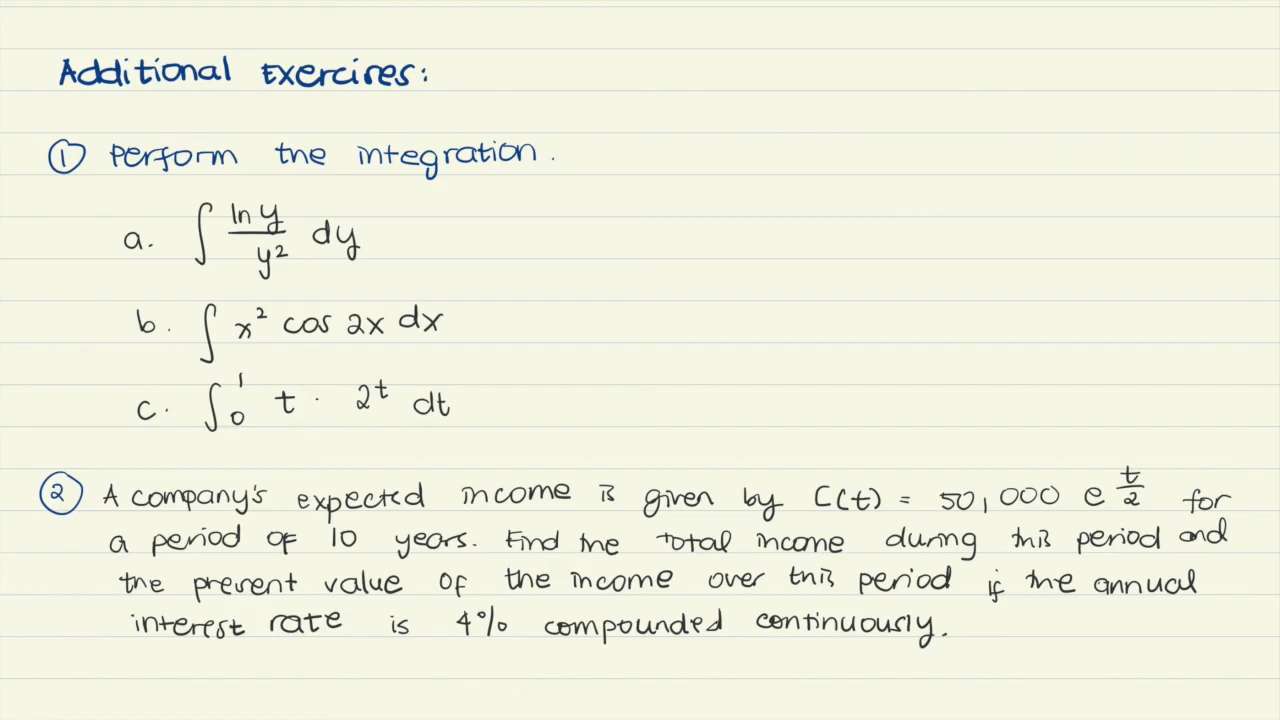 Additional Exercises:
① Perform the integration.
a. ∫ ln y / y² dy
b. ∫ x² cos 2x dx
c. ∫₀¹ t · 2ᵗ dt
② A company's expected income is given by C(t) = 50,000 e^(t/2) for
a period of 10 years. Find the total income during this period and
the present value of the income over this period if the annual
interest rate is 4% compounded continuously.